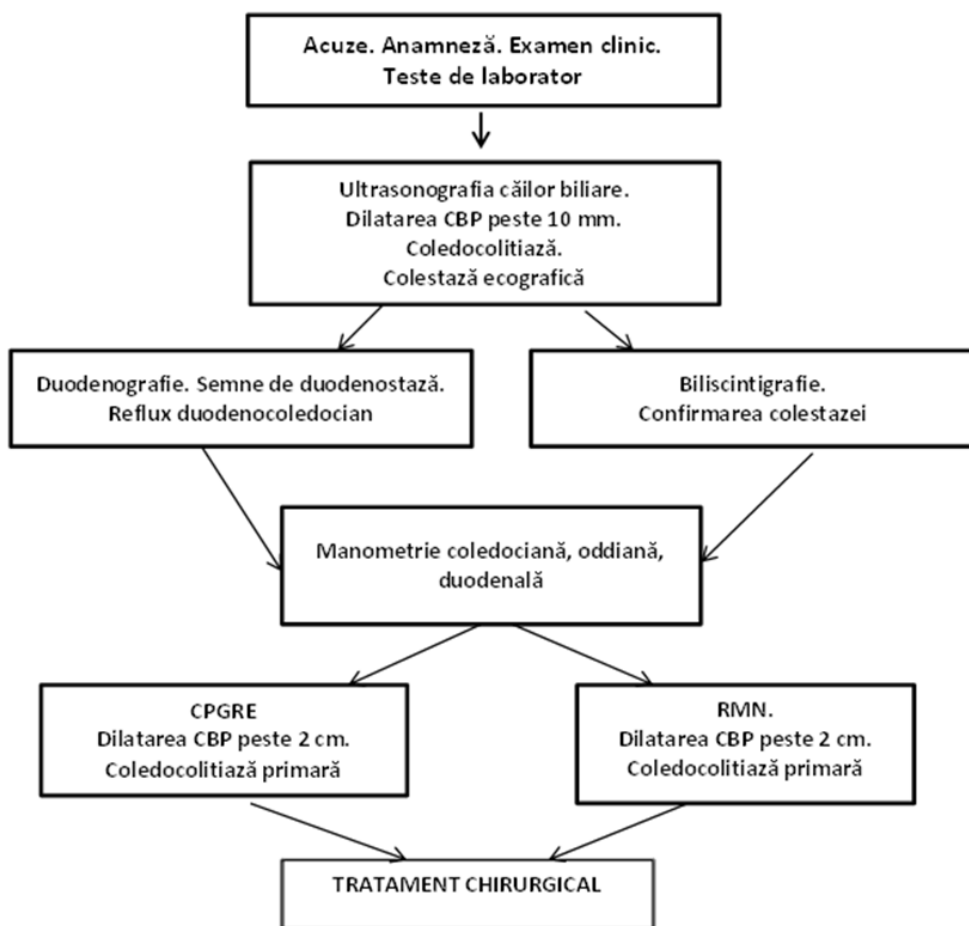 Acuze. Anamneză. Examen clinic.
Teste de laborator
Ultrasonografia căilor biliare.
Dilatarea CBP peste 10 mm.
Coledocolitiază.
Colestază ecografică
Duodenografie. Semne de duodenostază.
Reflux duodenocoledocian
Biliscintigrafie.
Confirmarea colestazei
Manometrie coledociană, oddiană,
duodenală
CPGRE
Dilatarea CBP peste 2 cm.
Coledocolitiază primară
RMN.
Dilatarea CBP peste 2 cm.
Coledocolitiază primară
TRATAMENT CHIRURGICAL